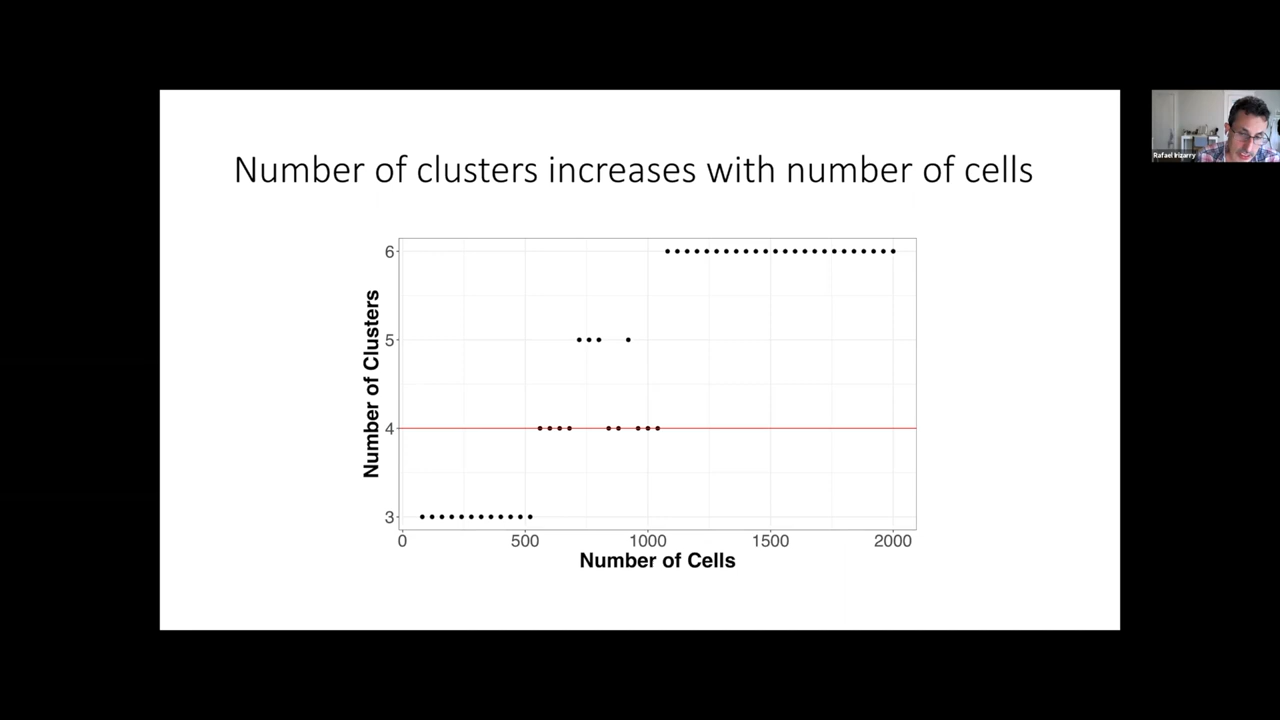 Number of clusters increases with number of cells
Rafael Irizarry
6
5
4
3
Number of Clusters
0 500 1000 1500 2000
Number of Cells